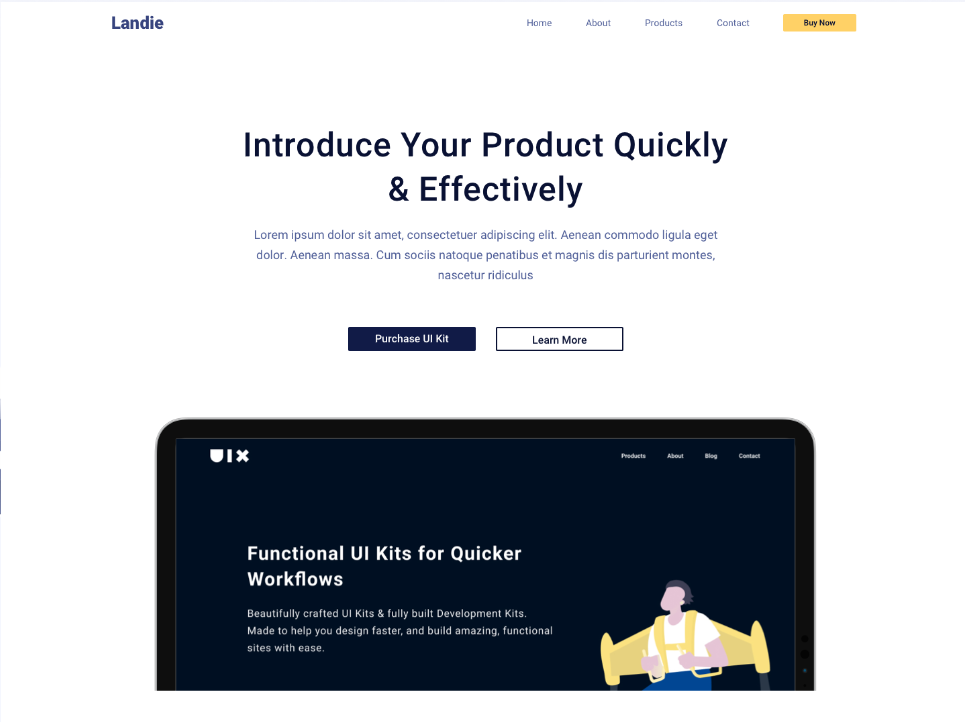 Landie
Home About Products Contact Buy Now
Introduce Your Product Quickly
& Effectively
Lorem ipsum dolor sit amet, consectetuer adipiscing elit. Aenean commodo ligula eget
dolor. Aenean massa. Cum sociis natoque penatibus et magnis dis parturient montes,
nascetur ridiculus
Purchase UI Kit Learn More
UIX
Products About Blog Contact
Functional UI Kits for Quicker
Workflows
Beautifully crafted UI Kits & fully built Development Kits.
Made to help you design faster, and build amazing, functional
sites with ease.